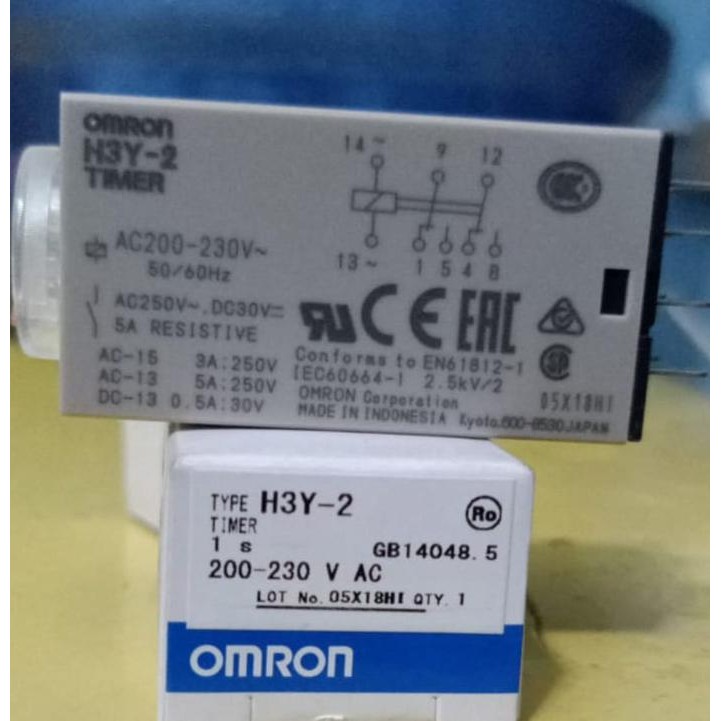 OMRON
H3Y-2
TIMER
14~ 9 12
13~ 1 5 4 8
AC200-230V~
50/60Hz
AC250V~.DC30V⎓
5A RESISTIVE
AC-15 3A:250V
AC-13 5A:250V
DC-13 0.5A:30V
CE EAC
Conforms to EN61812-1
IEC60664-1 2.5kV/2
OMRON Corporation
MADE IN INDONESIA Kyoto,600-8530JAPAN
05X18HI
TYPE H3Y-2
TIMER
1 s GB14048.5
200-230 V AC
LOT No. 05X18HI QTY. 1
Ro
OMRON